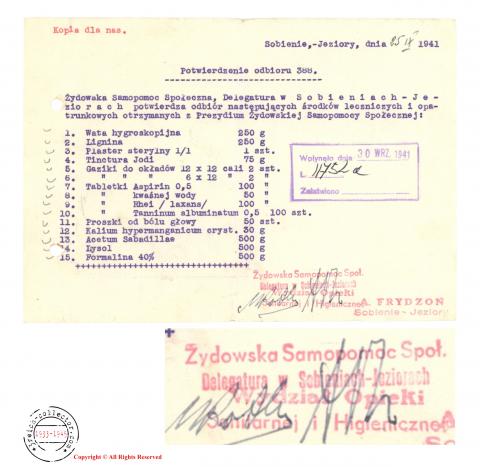 Kopia dla nas.
Sobienie,-Jeziory, dnia 25 IX 1941
Potwierdzenie odbioru 388.
Żydowska Samopomoc Społeczna, Delegatura w S o b i e n i a c h - J e -
z i o r a c h potwierdza odbiór następujących środków leczniczych i opa-
trunkowych otrzymanych z Prezydium Żydowskiej Samopomocy Społecznej:
1. Wata hygroskopijna 250 g
2. Lignina 250 g
3. Plaster sterylny 1/1 1 szt.
4. Tinctura Jodi 75 g
5. Gaziki do okładów 12 x 12 cali 2 szt.
6. " " " 6 x 12 " 2 "
7. Tabletki Aspirin 0,5 100 "
8. " kwaśnej wody 50 "
9. " Rhei /laxans/ 100 "
10. " Tanninum albuminatum 0,5 100 szt.
11. Proszki od bólu głowy 50 szt.
12. Kalium hypermanganicum cryst. 30 g
13. Acetum Sabadillae 500 g
14. Lysol 500 g
15. Formalina 40% 500 g
Wpłynęło dnia 30 WRZ. 1941
L. 11752 a
Załatwiono
Żydowska Samopomoc Społ.
Delegatura w Sobieniach-Jeziorach
Wydział Opieki
Sanitarnej i Higienicznej
A. FRYDZON
Sobienie - Jeziory
Żydowska Samopomoc Społ.
Delegatura w Sobieniach-Jeziorach
Wydział Opieki
Sanitarnej i Higienicznej
1933-1945
Copyright © All Rights Reserved